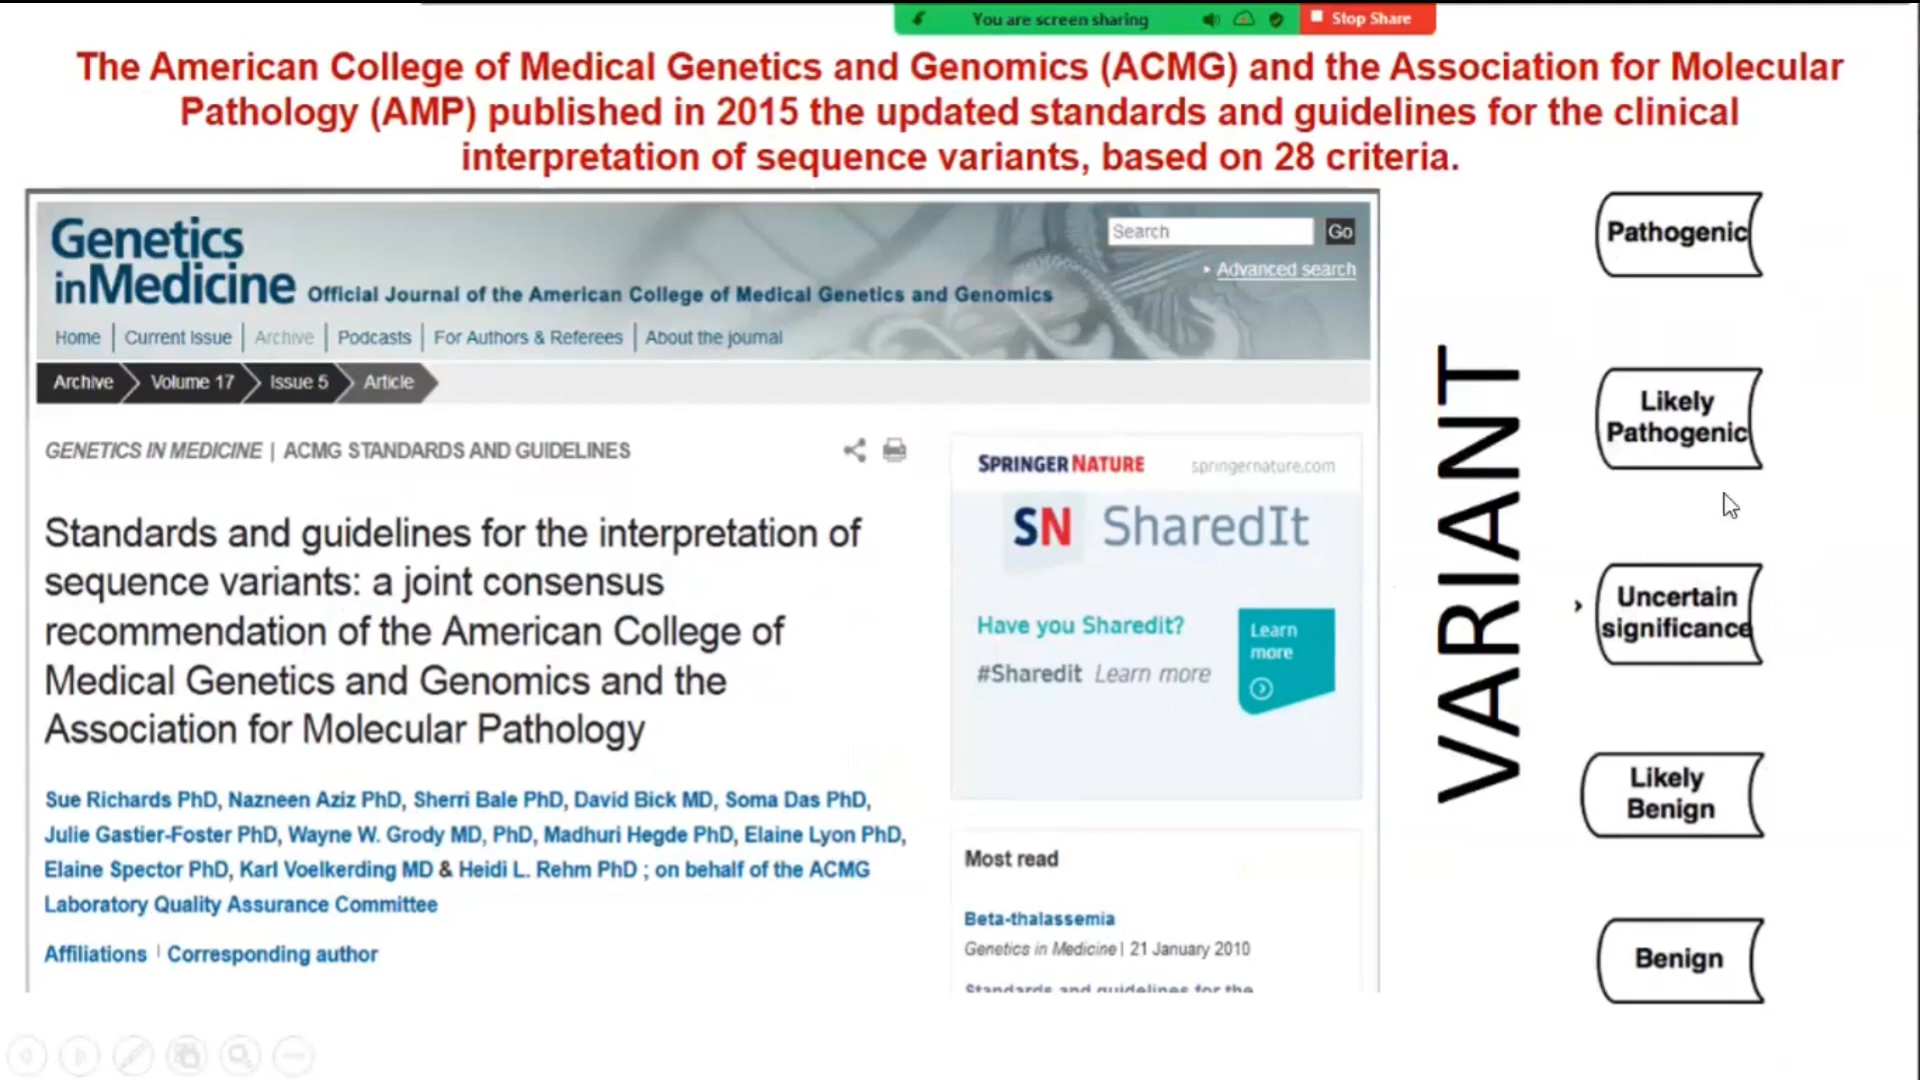 You are screen sharing
Stop Share
The American College of Medical Genetics and Genomics (ACMG) and the Association for Molecular
Pathology (AMP) published in 2015 the updated standards and guidelines for the clinical
interpretation of sequence variants, based on 28 criteria.
Genetics
inMedicine Official Journal of the American College of Medical Genetics and Genomics
Search
Go
Advanced search
Home | Current Issue | Archive | Podcasts | For Authors & Referees | About the journal
Archive Volume 17 Issue 5 Article
GENETICS IN MEDICINE | ACMG STANDARDS AND GUIDELINES
Standards and guidelines for the interpretation of
sequence variants: a joint consensus
recommendation of the American College of
Medical Genetics and Genomics and the
Association for Molecular Pathology
Sue Richards PhD, Nazneen Aziz PhD, Sherri Bale PhD, David Bick MD, Soma Das PhD,
Julie Gastier-Foster PhD, Wayne W. Grody MD, PhD, Madhuri Hegde PhD, Elaine Lyon PhD,
Elaine Spector PhD, Karl Voelkerding MD & Heidi L. Rehm PhD ; on behalf of the ACMG
Laboratory Quality Assurance Committee
Affiliations | Corresponding author
SPRINGER NATURE springernature.com
SN SharedIt
Have you Sharedit?
#Sharedit Learn more
Learn
more
Most read
Beta-thalassemia
Genetics in Medicine | 21 January 2010
Standards and guidelines for the
VARIANT
Pathogenic
Likely
Pathogenic
Uncertain
significance
Likely
Benign
Benign